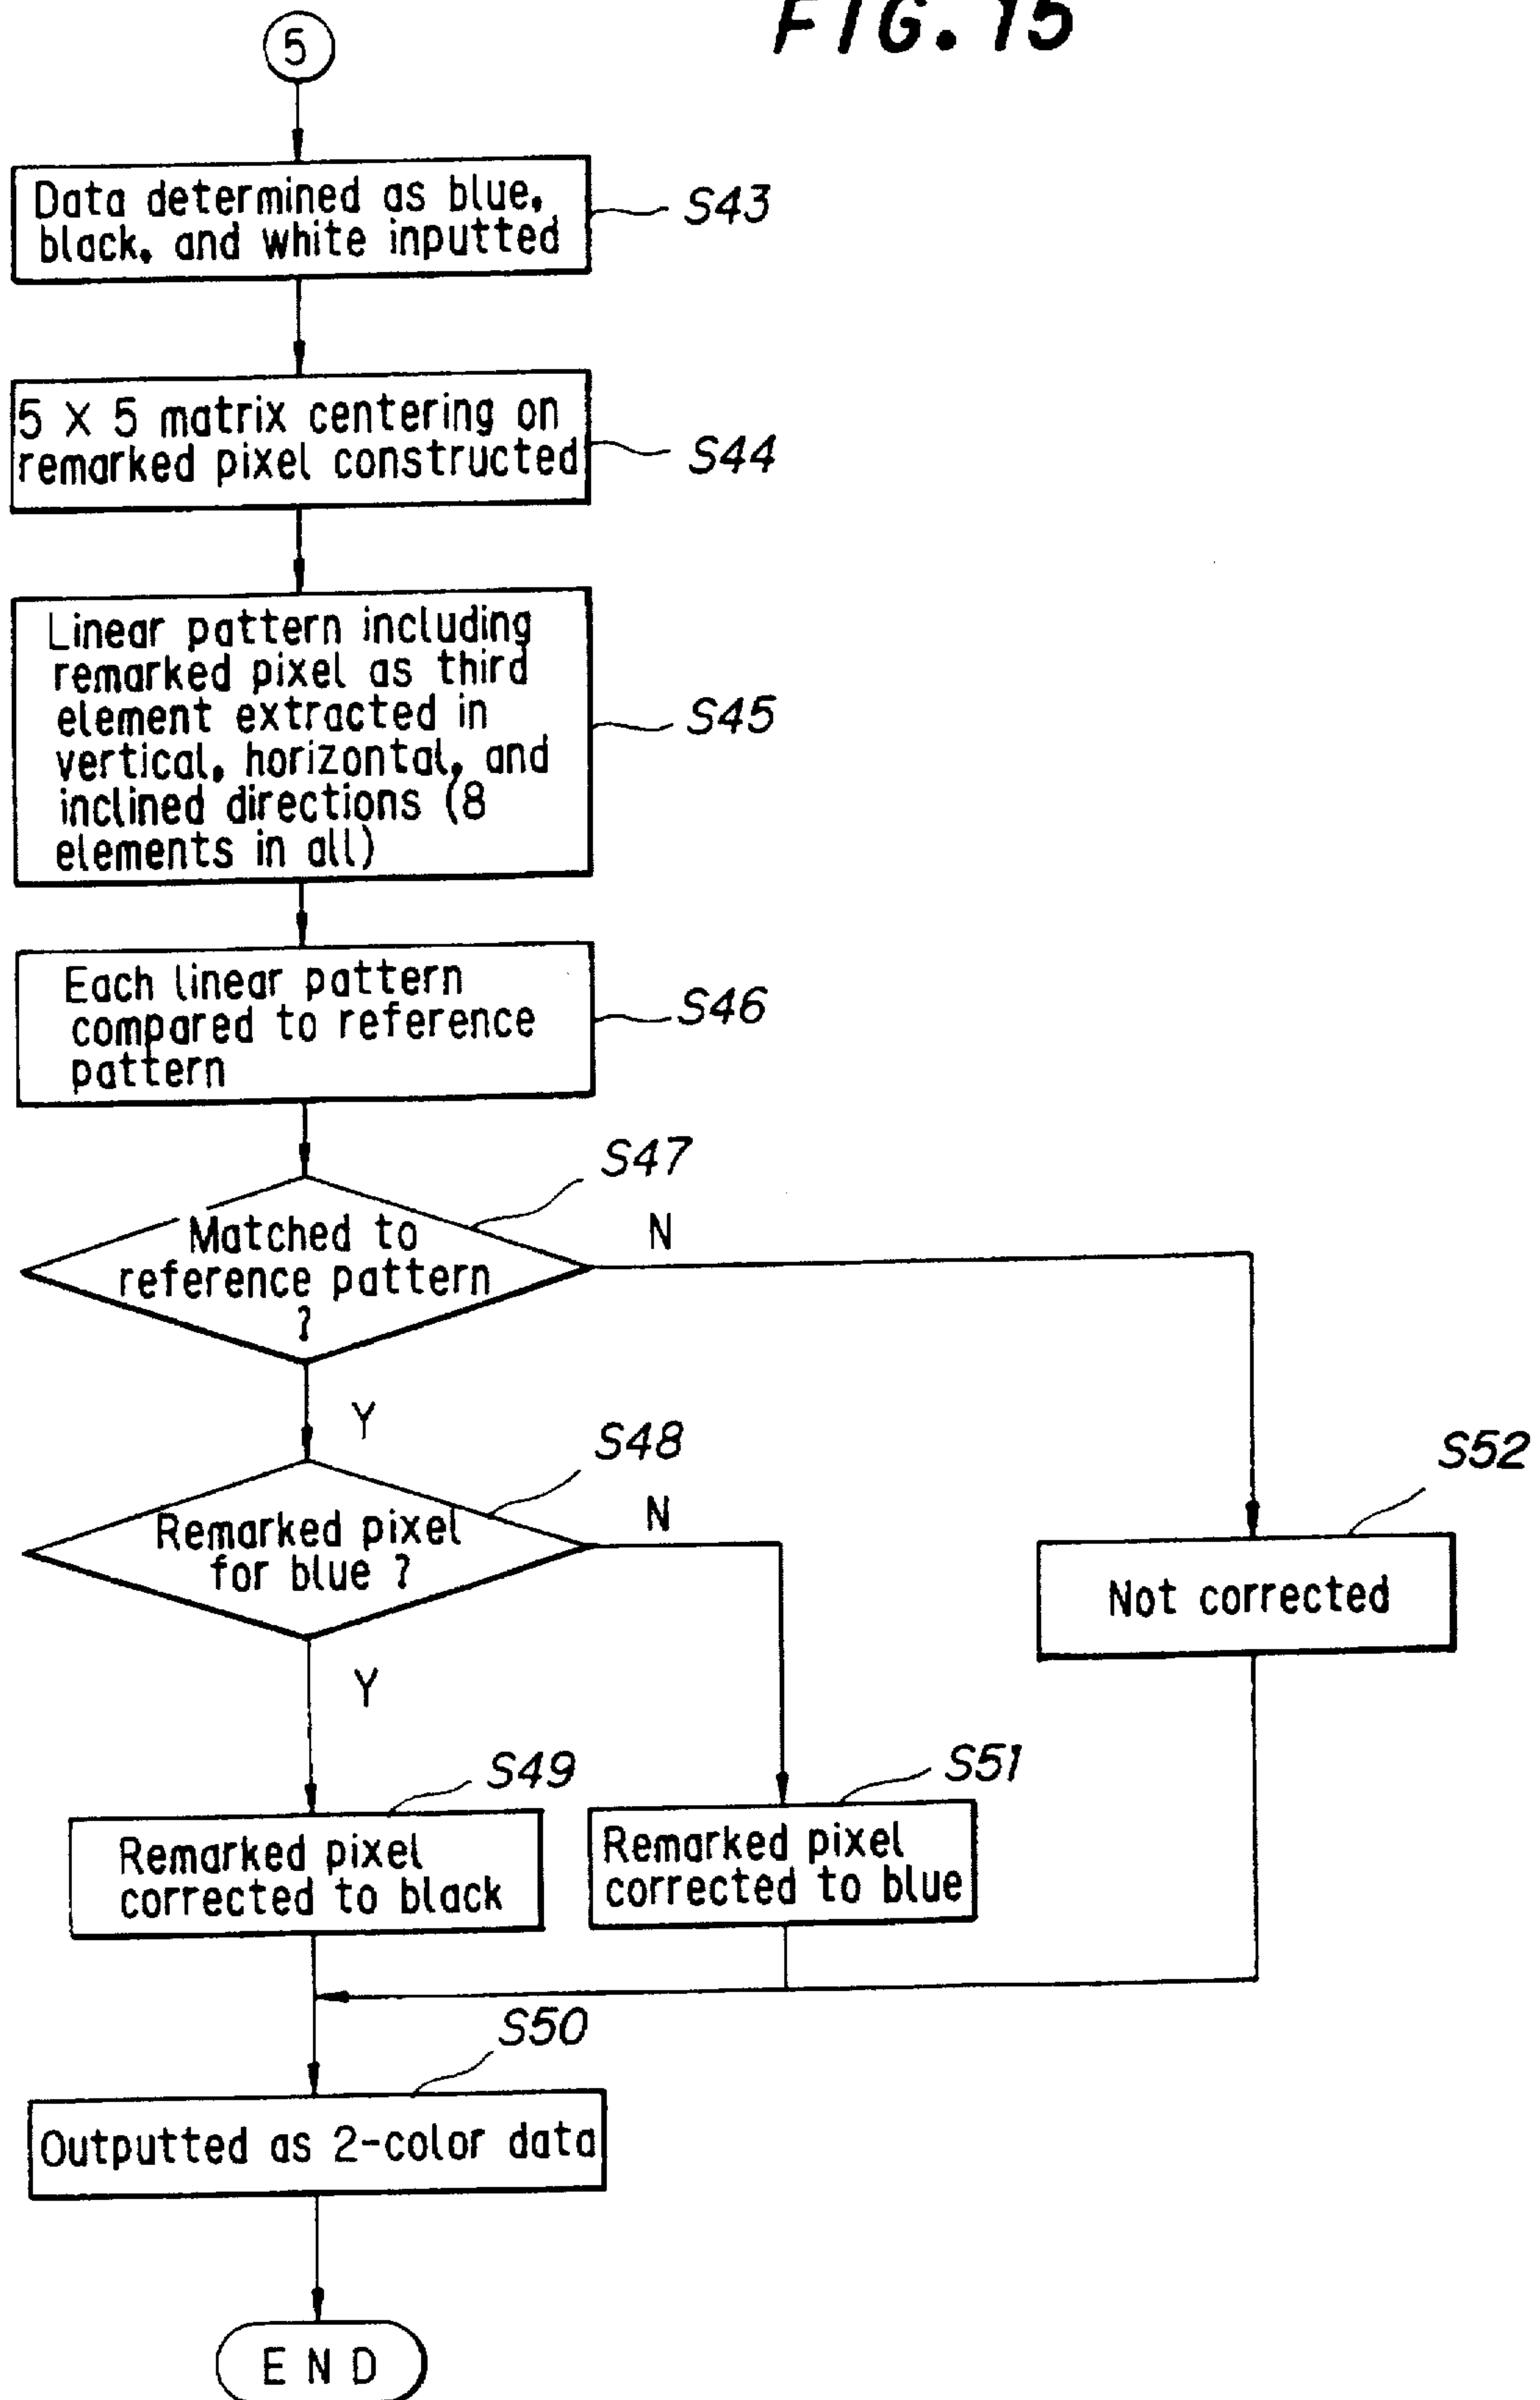 FIG. 15
5
Data determined as blue,
black, and white inputted
S43
5 X 5 matrix centering on
remarked pixel constructed
S44
Linear pattern including
remarked pixel as third
element extracted in
vertical, horizontal, and
inclined directions (8
elements in all)
S45
Each linear pattern
compared to reference
pattern
S46
S47
Matched to
reference pattern
?
N
Y
S48
Remarked pixel
for blue ?
N
S52
Not corrected
Y
S49
Remarked pixel
corrected to black
S51
Remarked pixel
corrected to blue
S50
Outputted as 2-color data
END